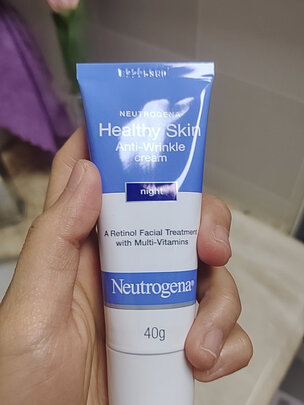 NEUTROGENA
Healthy Skin
Anti-Wrinkle
cream
night
A Retinol Facial Treatment
with Multi-Vitamins
Neutrogena®
40g